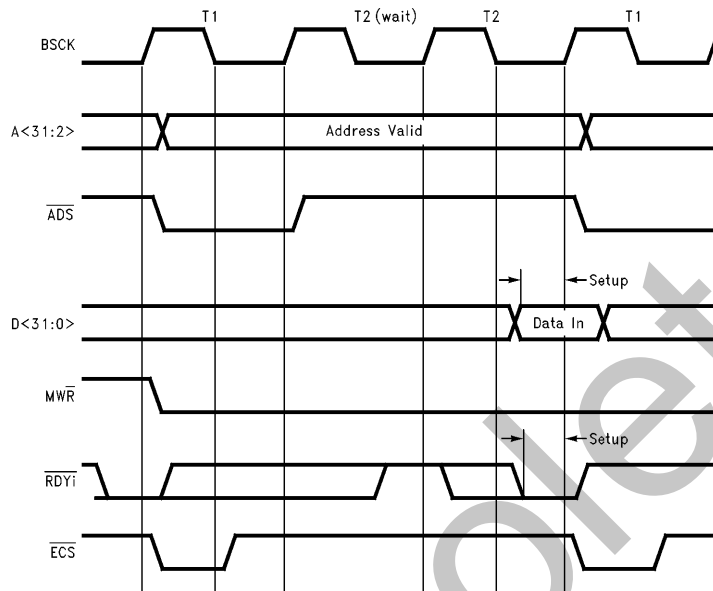 T1 T2 (wait) T2 T1
BSCK
A<31:2> Address Valid
ADS
Setup
D<31:0> Data In
MWR
Setup
RDYi
ECS
olet